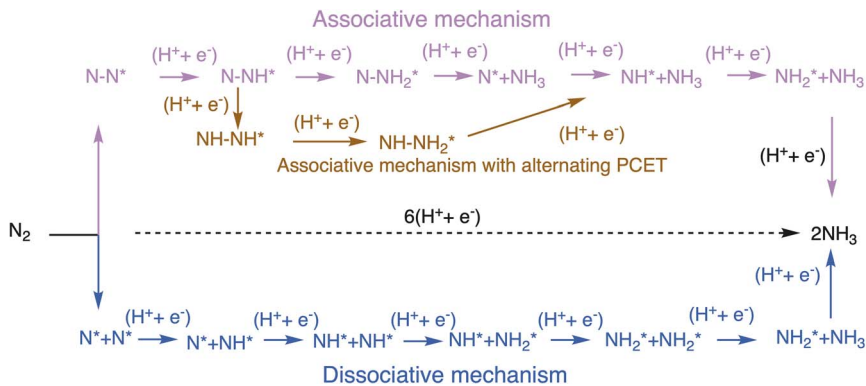 Associative mechanism
(H⁺+ e⁻) (H⁺+ e⁻) (H⁺+ e⁻) (H⁺+ e⁻) (H⁺+ e⁻)
N-N* N-NH* N-NH₂* N*+NH₃ NH*+NH₃ NH₂*+NH₃
(H⁺+ e⁻) (H⁺+ e⁻)
NH-NH* NH-NH₂* (H⁺+ e⁻)
Associative mechanism with alternating PCET
(H⁺+ e⁻)
6(H⁺+ e⁻)
N₂ 2NH₃
(H⁺+ e⁻)
(H⁺+ e⁻) (H⁺+ e⁻) (H⁺+ e⁻) (H⁺+ e⁻) (H⁺+ e⁻)
N*+N* N*+NH* NH*+NH* NH*+NH₂* NH₂*+NH₂* NH₂*+NH₃
Dissociative mechanism